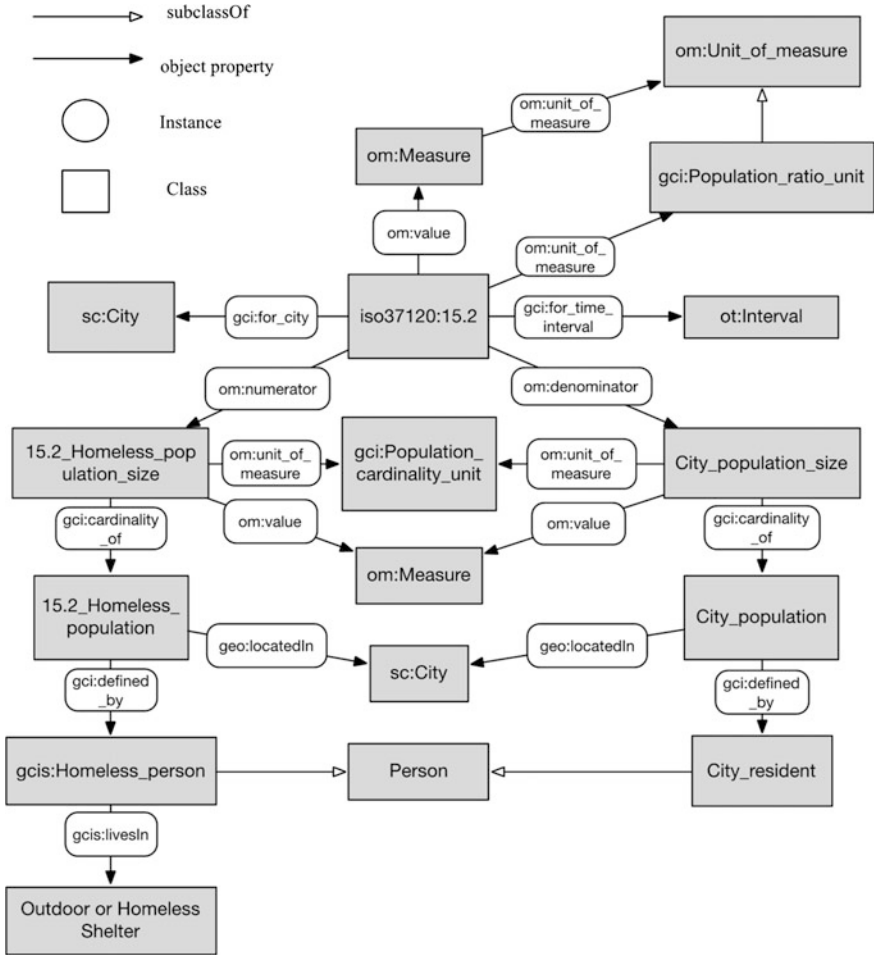 subclassOf
object property
Instance
Class
om:Unit_of_measure
om:unit_of_
measure
om:Measure
gci:Population_ratio_unit
om:value
om:unit_of_
measure
sc:City
gci:for_city
iso37120:15.2
gci:for_time_
interval
ot:Interval
om:numerator
om:denominator
15.2_Homeless_pop
ulation_size
om:unit_of_
measure
gci:Population_
cardinality_unit
om:unit_of_
measure
City_population_size
gci:cardinality
_of
om:value
om:value
gci:cardinality
_of
om:Measure
15.2_Homeless_
population
City_population
geo:locatedIn
geo:locatedIn
sc:City
gci:defined
_by
gci:defined
_by
gcis:Homeless_person
Person
City_resident
gcis:livesIn
Outdoor or Homeless
Shelter